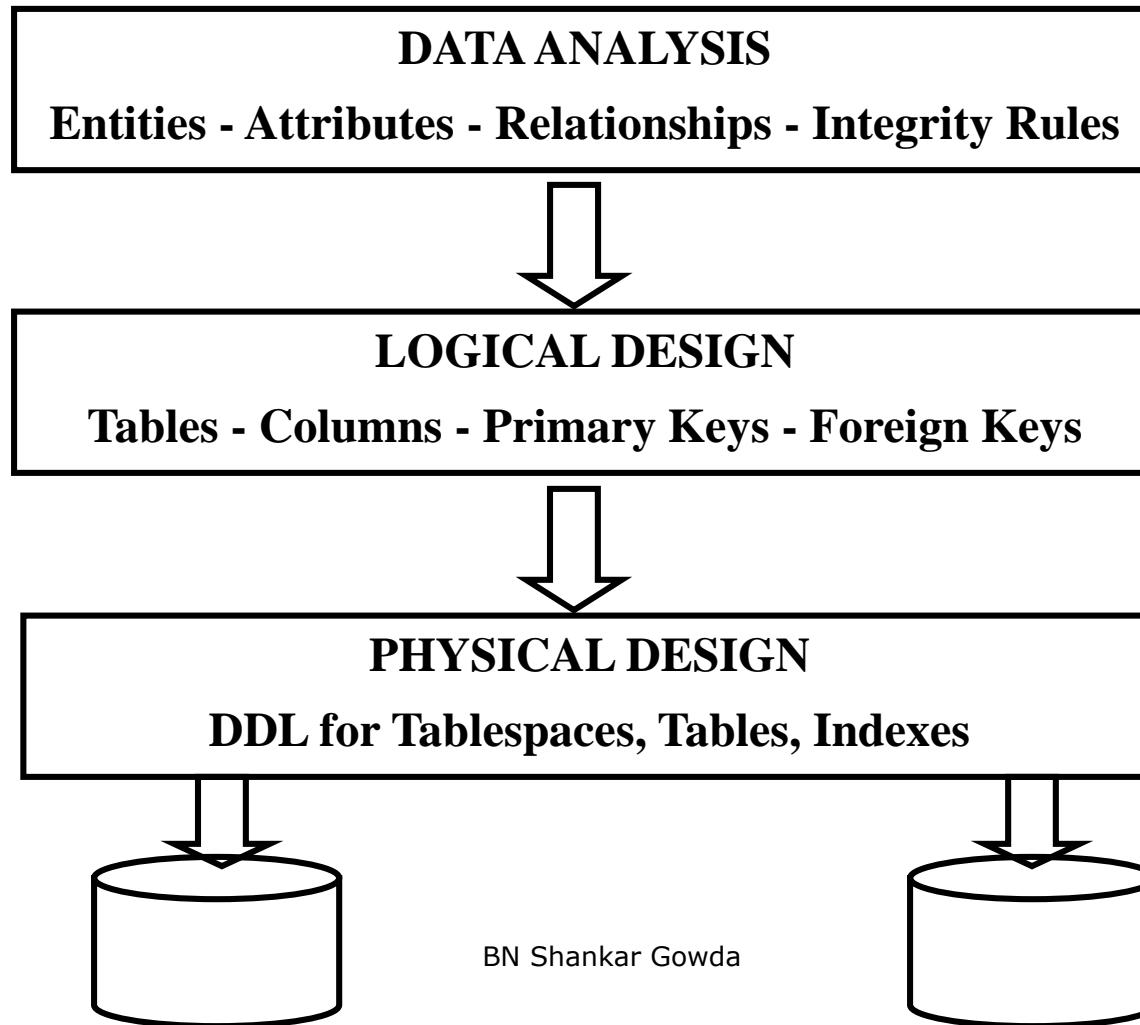 DATA ANALYSIS
Entities - Attributes - Relationships - Integrity Rules
LOGICAL DESIGN
Tables - Columns - Primary Keys - Foreign Keys
PHYSICAL DESIGN
DDL for Tablespaces, Tables, Indexes
BN Shankar Gowda